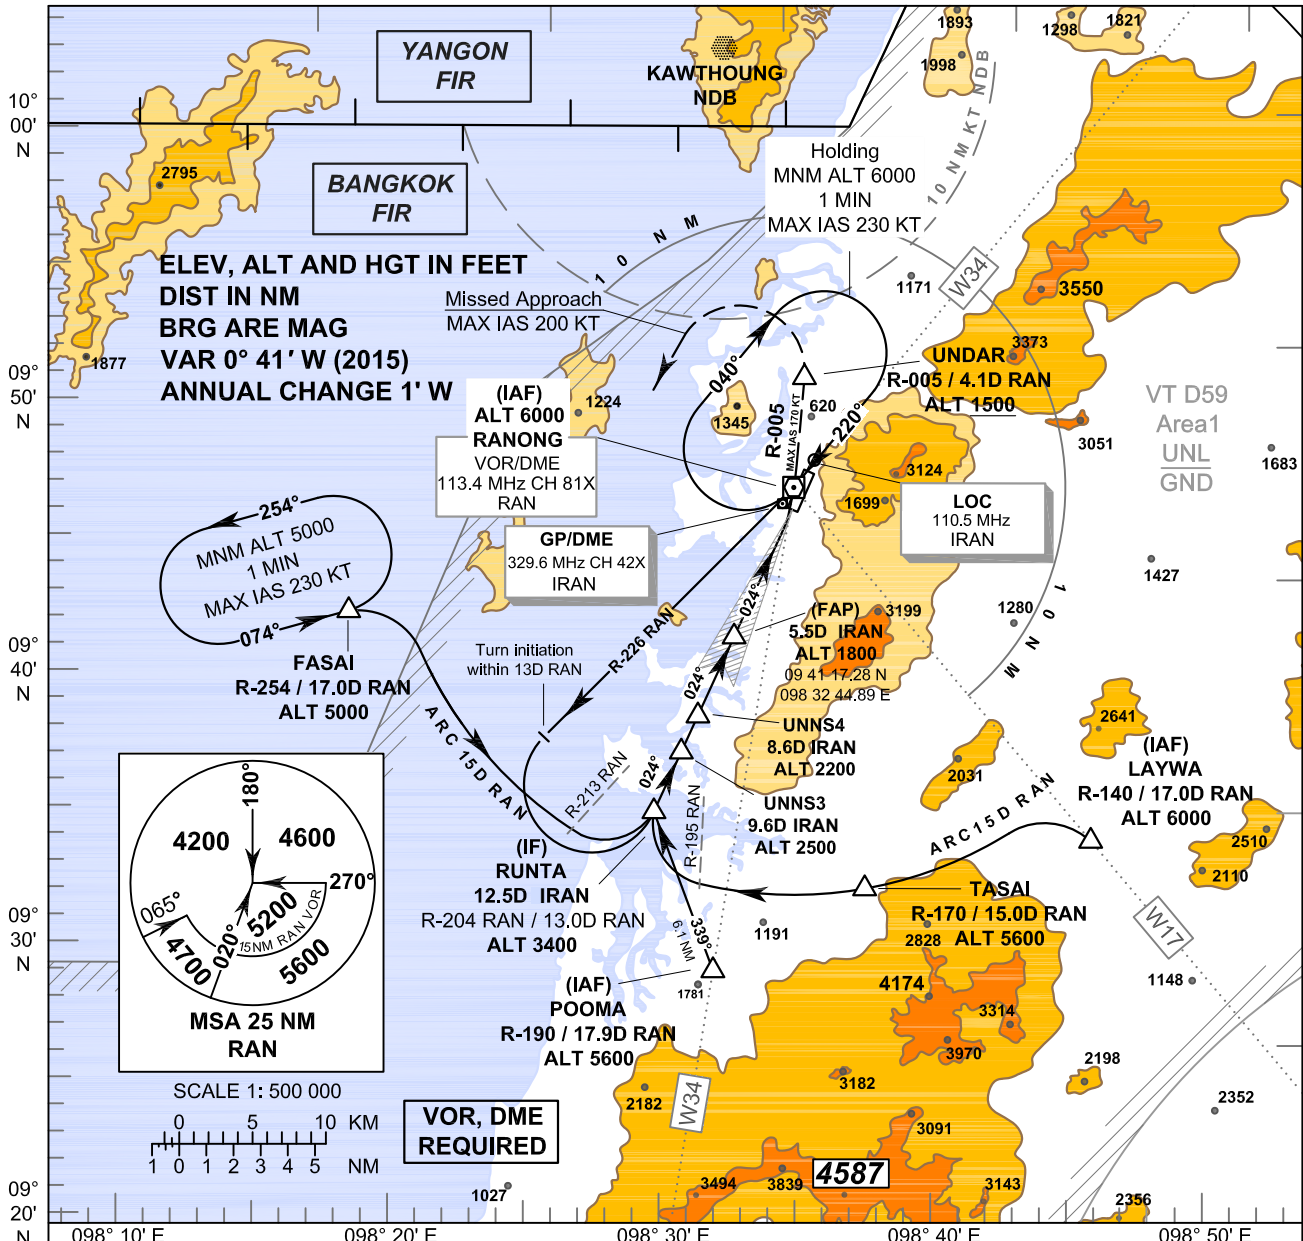 1893
1298
1821
1998
YANGON
FIR
KAWTHOUNG
NDB
10°
00'
N
10 NM KT NDB
Holding
MNM ALT 6000
1 MIN
MAX IAS 230 KT
2795
BANGKOK
FIR
10 NM
ELEV, ALT AND HGT IN FEET
DIST IN NM
BRG ARE MAG
VAR 0° 41' W (2015)
ANNUAL CHANGE 1' W
Missed Approach
MAX IAS 200 KT
1171
W34
3550
1877
3373
09°
50'
N
040°
UNDAR
R-005 / 4.1D RAN
ALT 1500
(IAF)
ALT 6000
RANONG
VOR/DME
113.4 MHz CH 81X
RAN
1224
1345
R-005
MAX IAS 170 KT
620
220°
3051
VT D59
Area1
UNL
GND
1683
3124
1699
LOC
110.5 MHz
IRAN
254°
MNM ALT 5000
1 MIN
MAX IAS 230 KT
074°
GP/DME
329.6 MHz CH 42X
IRAN
1427
1280
024°
(FAP)
5.5D IRAN
ALT 1800
09 41 17.28 N
098 32 44.89 E
3199
10 NM
09°
40'
N
FASAI
R-254 / 17.0D RAN
ALT 5000
Turn initiation
within 13D RAN
R-226 RAN
024°
UNNS4
8.6D IRAN
ALT 2200
2641
(IAF)
LAYWA
R-140 / 17.0D RAN
ALT 6000
2031
ARC 15D RAN
R-213 RAN
024°
UNNS3
9.6D IRAN
ALT 2500
R-195 RAN
ARC 15D RAN
2510
2110
180°
4200
4600
270°
065°
5200
15NM RAN VOR
4700
020°
5600
MSA 25 NM
RAN
(IF)
RUNTA
12.5D IRAN
R-204 RAN / 13.0D RAN
ALT 3400
TASAI
R-170 / 15.0D RAN
ALT 5600
09°
30'
N
339°
6.1 NM
1191
2828
W17
(IAF)
POOMA
R-190 / 17.9D RAN
ALT 5600
1781
4174
3314
1148
3970
2198
3182
2182
W34
2352
SCALE 1: 500 000
0 5 10 KM
1 0 1 2 3 4 5 NM
VOR, DME
REQUIRED
3091
4587
3494
3839
3143
1027
2356
09°
20'
N
098° 10' E
098° 20' E
098° 30' E
098° 40' E
098° 50' E